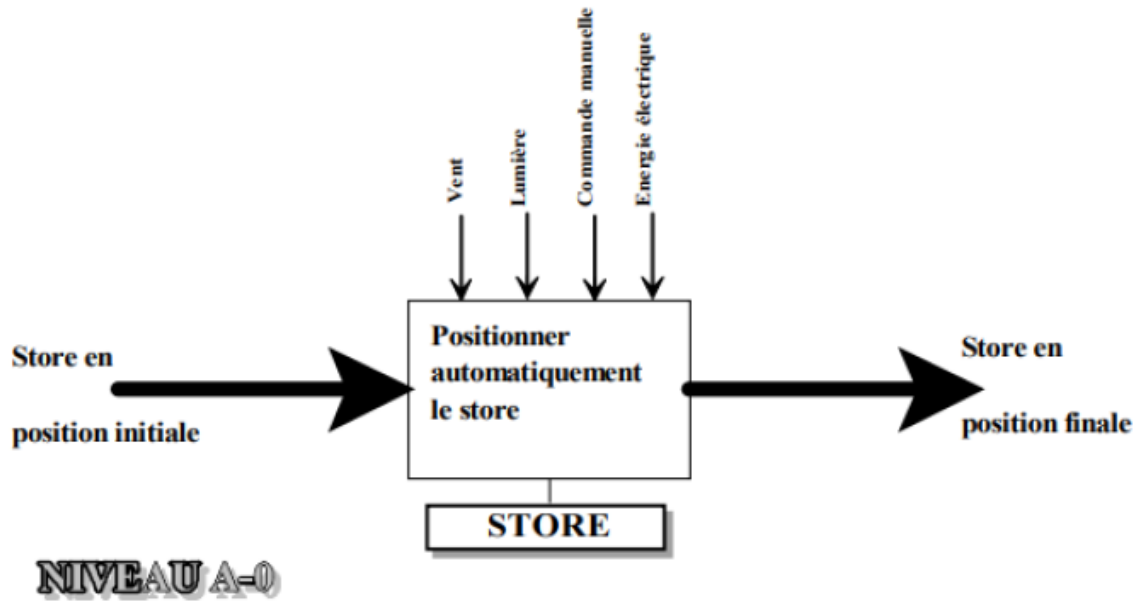 Vent
Lumière
Commande manuelle
Energie électrique
Store en
position initiale
Positionner
automatiquement
le store
Store en
position finale
STORE
NIVEAU A-0